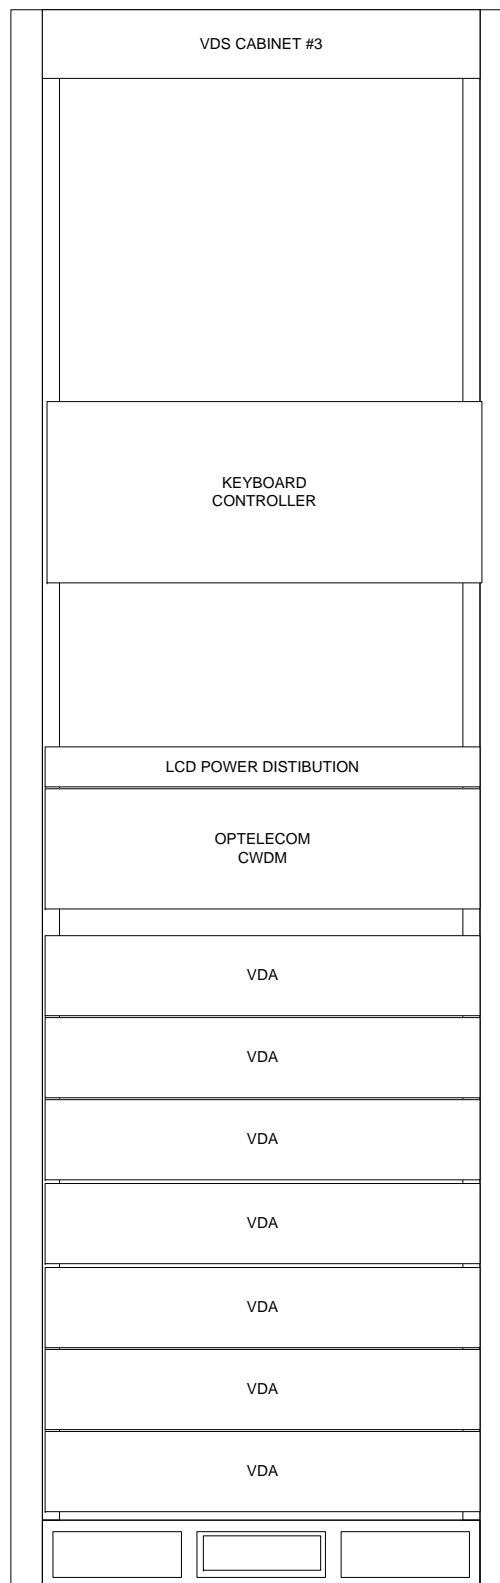 VDS CABINET #3
KEYBOARD
CONTROLLER
LCD POWER DISTIBUTION
OPTELECOM
CWDM
VDA
VDA
VDA
VDA
VDA
VDA
VDA